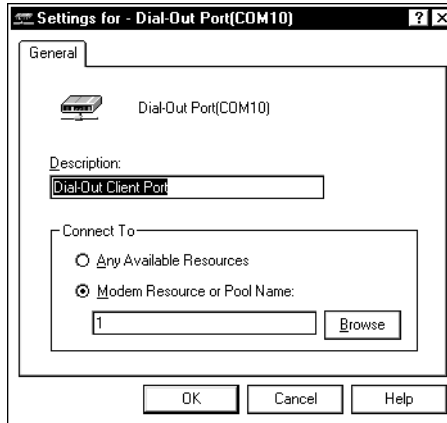 Settings for - Dial-Out Port(COM10)
General
Dial-Out Port(COM10)
Description:
Dial-Out Client Port
Connect To
Any Available Resources
Modem Resource or Pool Name:
1
Browse
OK Cancel Help